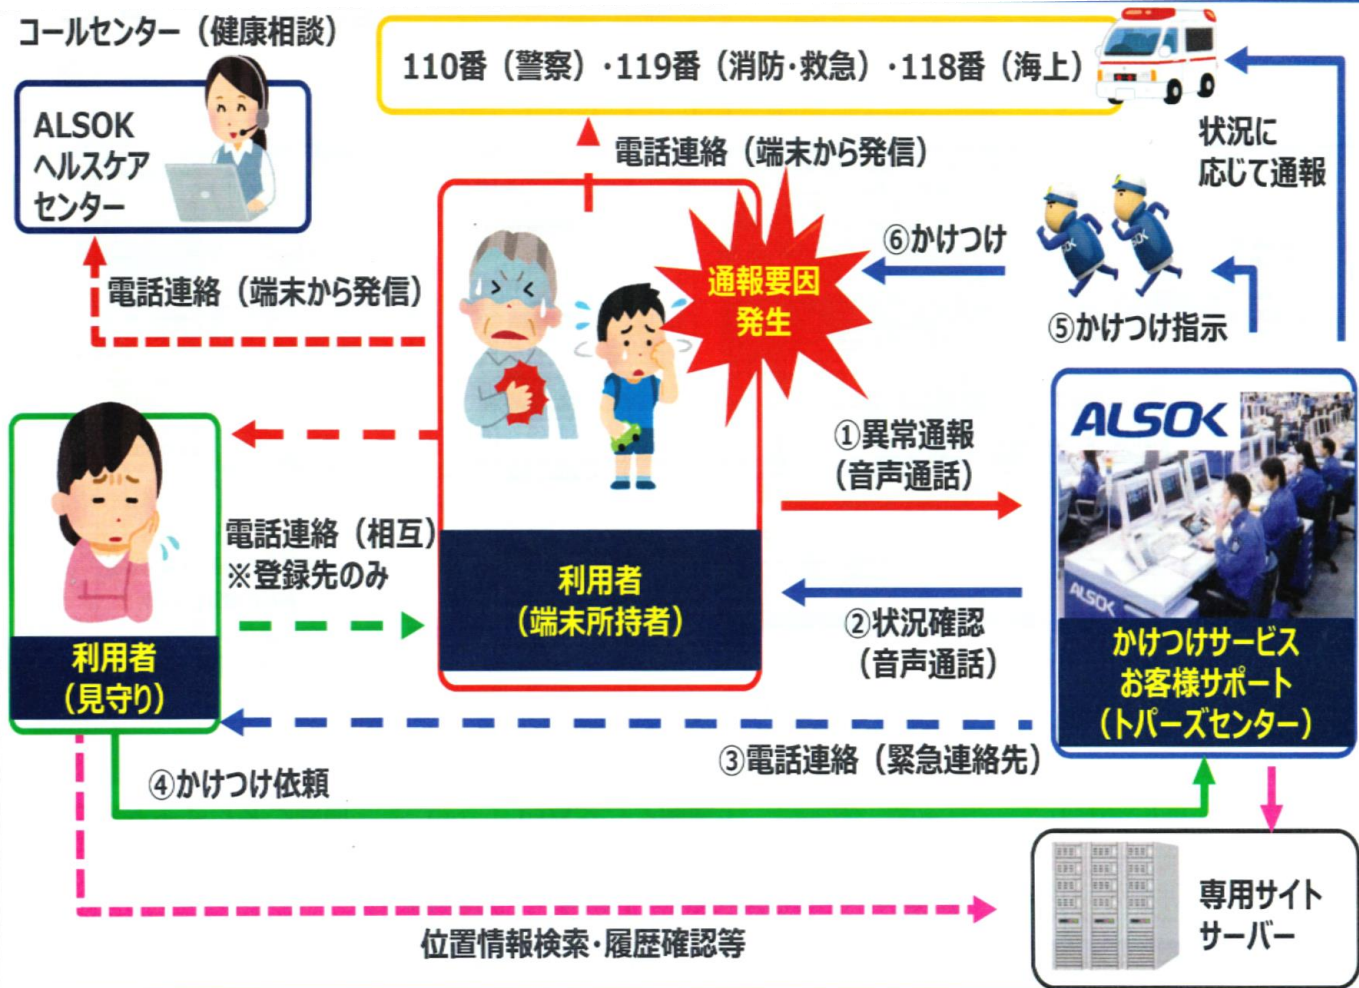 コールセンター（健康相談）
ALSOK
ヘルスケア
センター
110番（警察）・119番（消防・救急）・118番（海上）
電話連絡（端末から発信）
状況に
応じて通報
⑥かけつけ
通報要因
発生
電話連絡（端末から発信）
⑤かけつけ指示
ALSOK
①異常通報
（音声通話）
電話連絡（相互）
※登録先のみ
利用者
（端末所持者）
②状況確認
（音声通話）
ALSOK
利用者
（見守り）
かけつけサービス
お客様サポート
（トパーズセンター）
③電話連絡（緊急連絡先）
④かけつけ依頼
専用サイト
サーバー
位置情報検索・履歴確認等